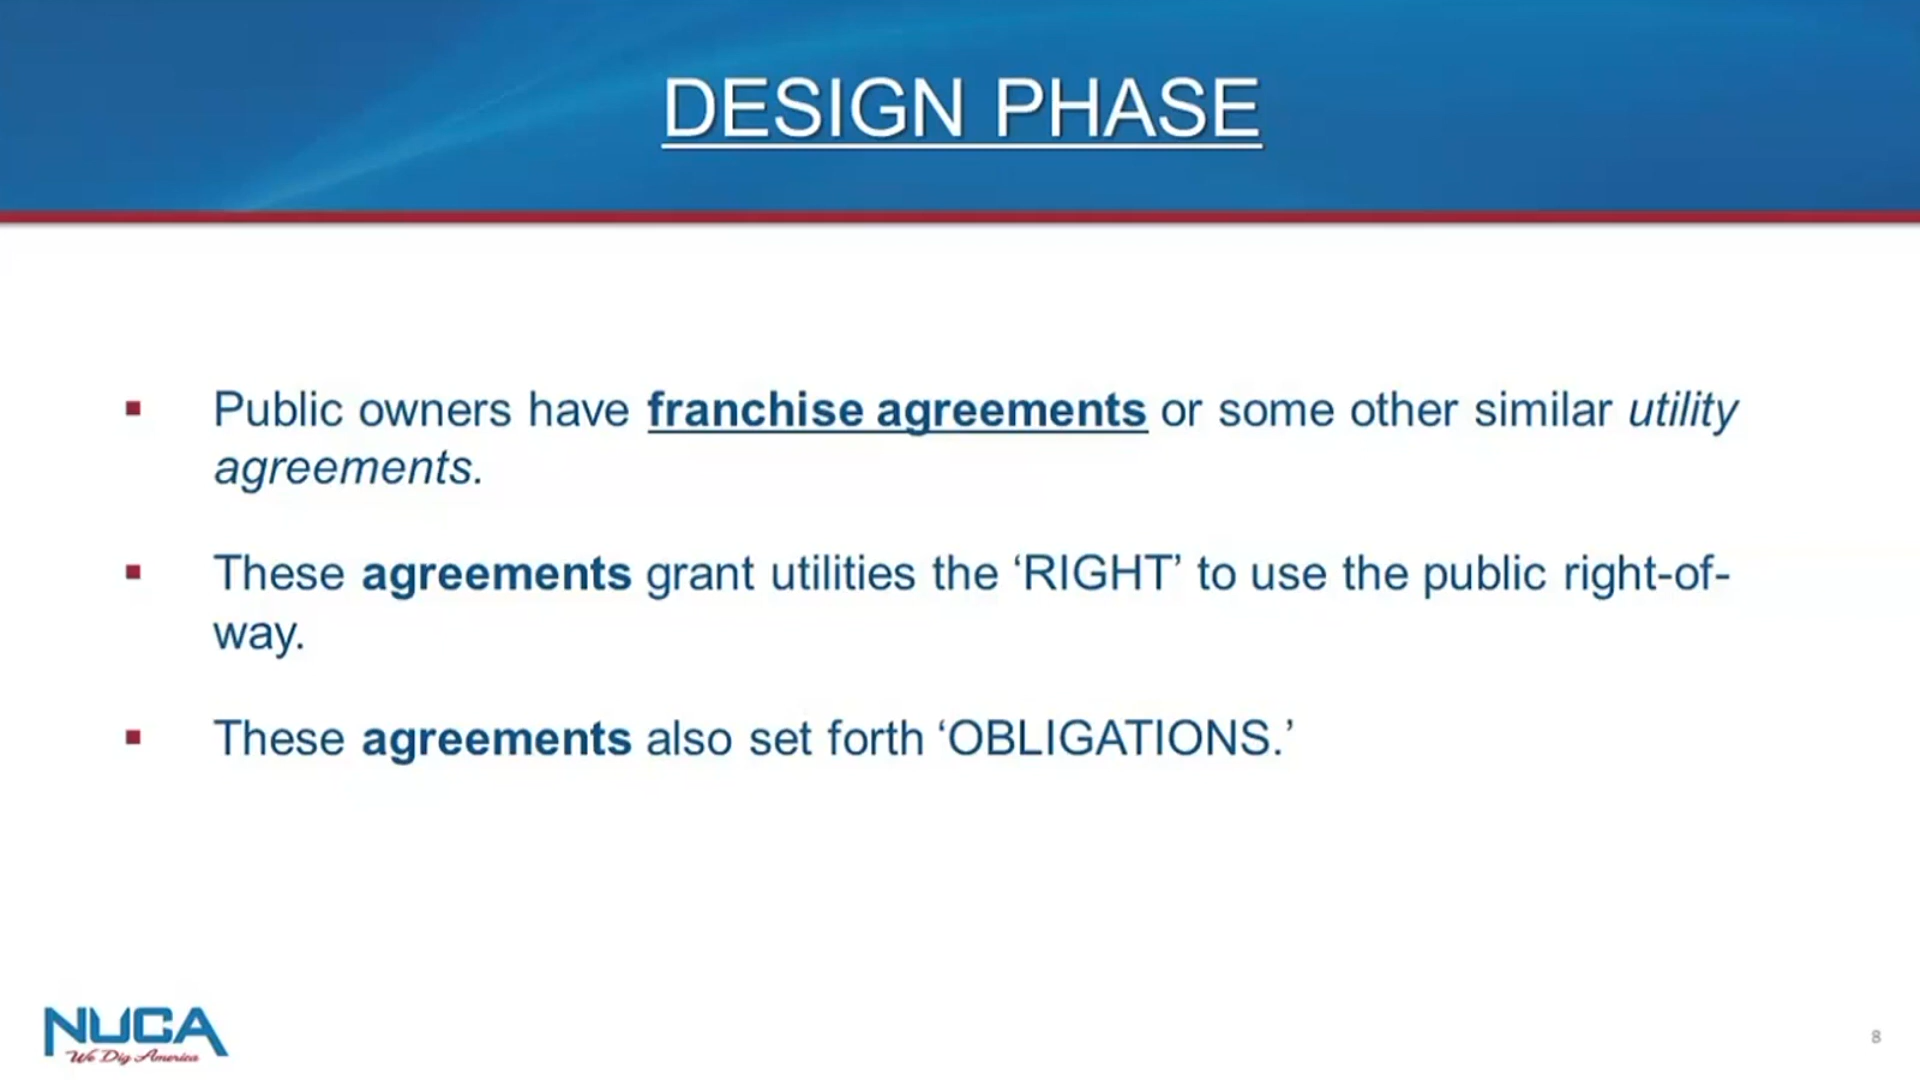 DESIGN PHASE
▪ Public owners have franchise agreements or some other similar utility
agreements.
▪ These agreements grant utilities the ‘RIGHT’ to use the public right-of-
way.
▪ These agreements also set forth ‘OBLIGATIONS.’
NUCA
We Dig America
8